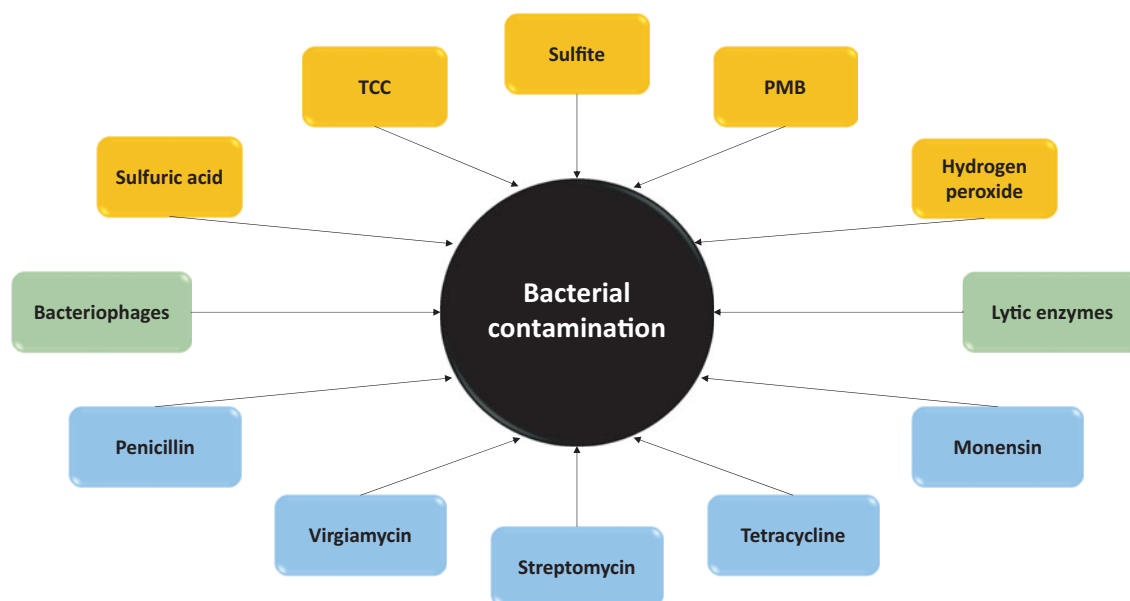 Sulfite
TCC
PMB
Sulfuric acid
Hydrogen
peroxide
Bacteriophages
Bacterial
contamination
Lytic enzymes
Penicillin
Monensin
Virgiamycin
Streptomycin
Tetracycline